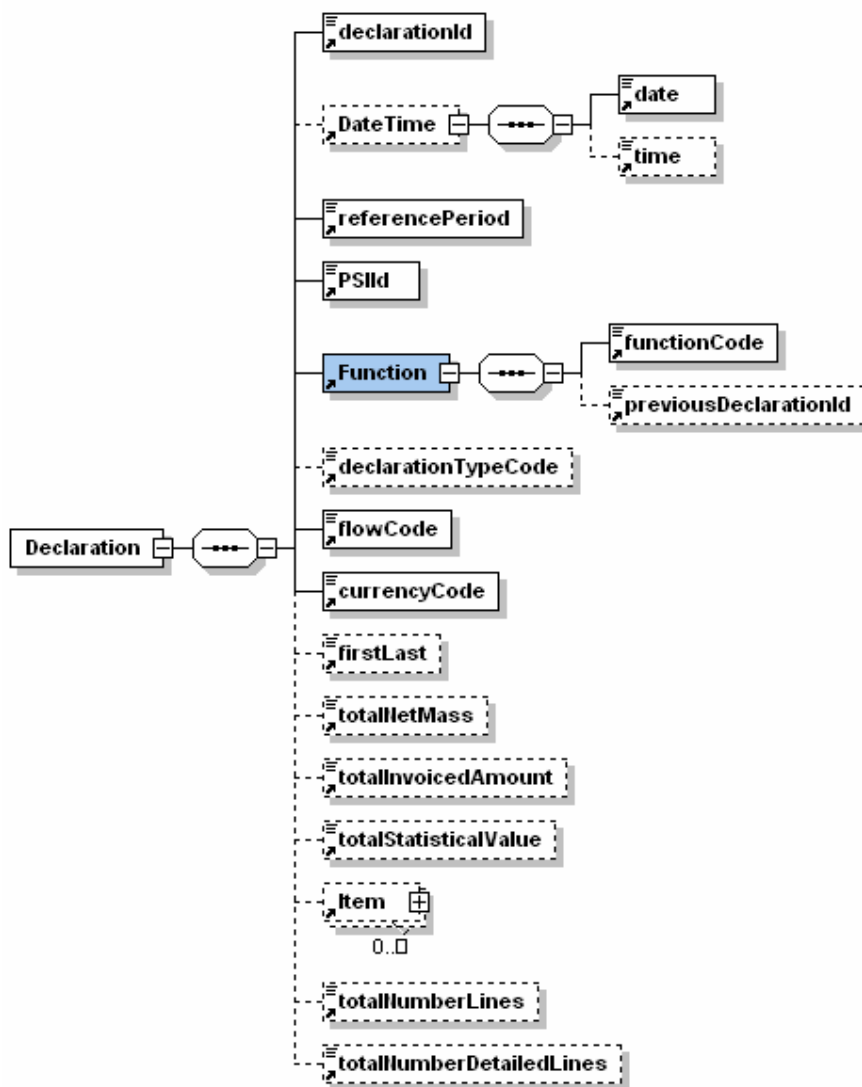 declarationId
date
DateTime
time
referencePeriod
PSIId
functionCode
Function
previousDeclarationId
declarationTypeCode
flowCode
Declaration
currencyCode
firstLast
totalNetMass
totalInvoicedAmount
totalStatisticalValue
Item
0..□
totalNumberLines
totalNumberDetailedLines